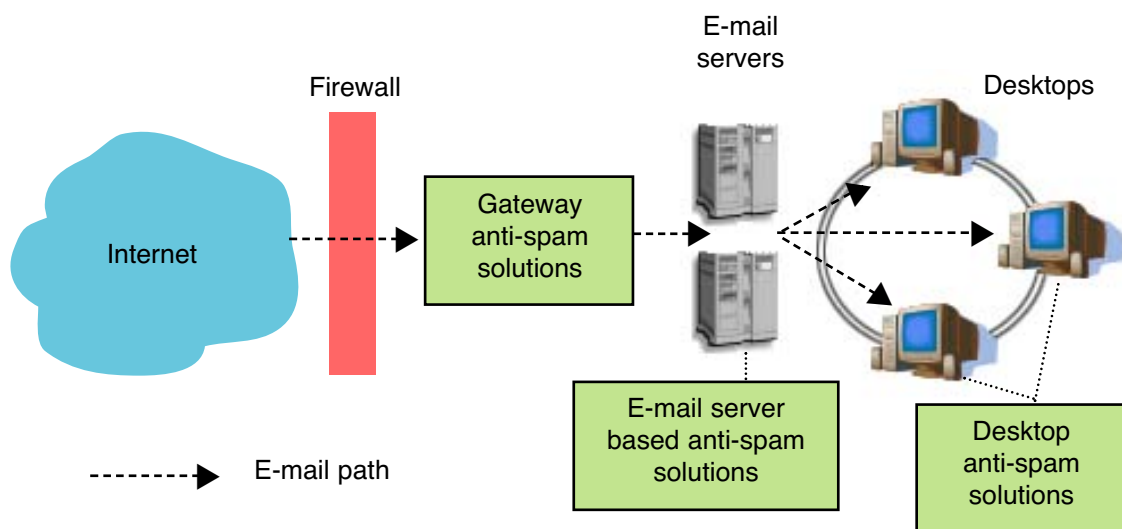 E-mail
servers
Firewall
Desktops
Internet
Gateway
anti-spam
solutions
E-mail server
based anti-spam
solutions
Desktop
anti-spam
solutions
E-mail path